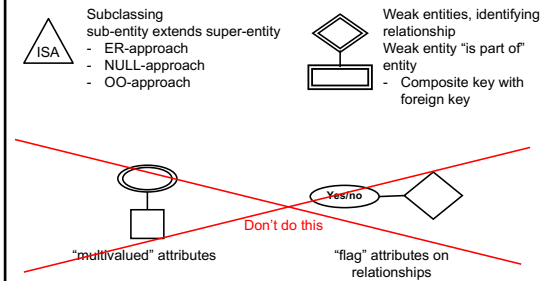 ISA
Subclassing
sub-entity extends super-entity
- ER-approach
- NULL-approach
- OO-approach
Weak entities, identifying
relationship
Weak entity “is part of”
entity
- Composite key with
foreign key
Yes/no
Don’t do this
“multivalued” attributes
“flag” attributes on
relationships